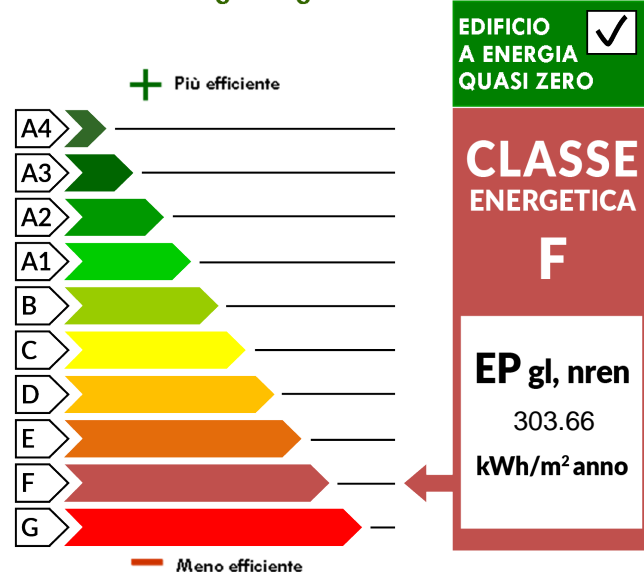 EDIFICIO
A ENERGIA
QUASI ZERO
Più efficiente
A4
A3
A2
A1
B
C
D
E
F
G
Meno efficiente
CLASSE
ENERGETICA
F
EP gl, nren
303.66
kWh/m² anno